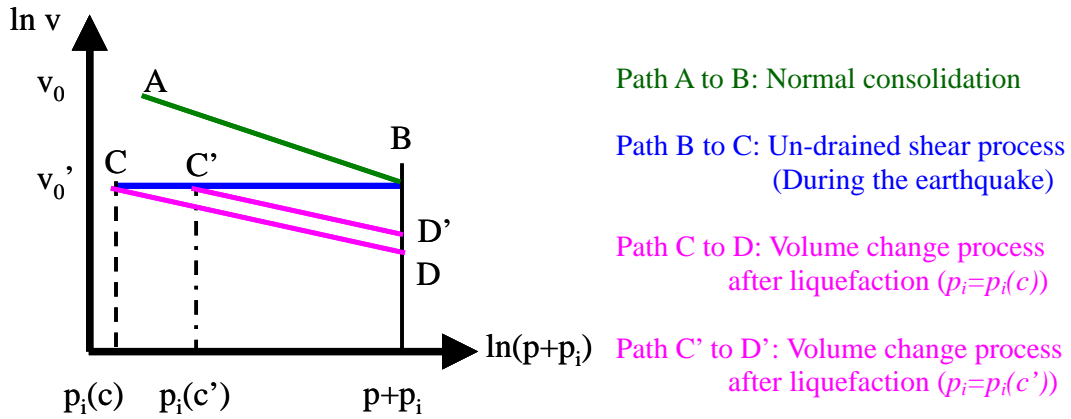 ln v
v0
A
B
C
C’
v0’
D’
D
ln(p+pi)
pi(c)
pi(c’)
p+pi
Path A to B: Normal consolidation
Path B to C: Un-drained shear process
(During the earthquake)
Path C to D: Volume change process
after liquefaction (pi=pi(c))
Path C’ to D’: Volume change process
after liquefaction (pi=pi(c’))